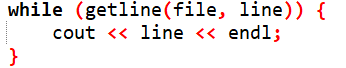 while (getline(file, line)) {
    cout << line << endl;
}